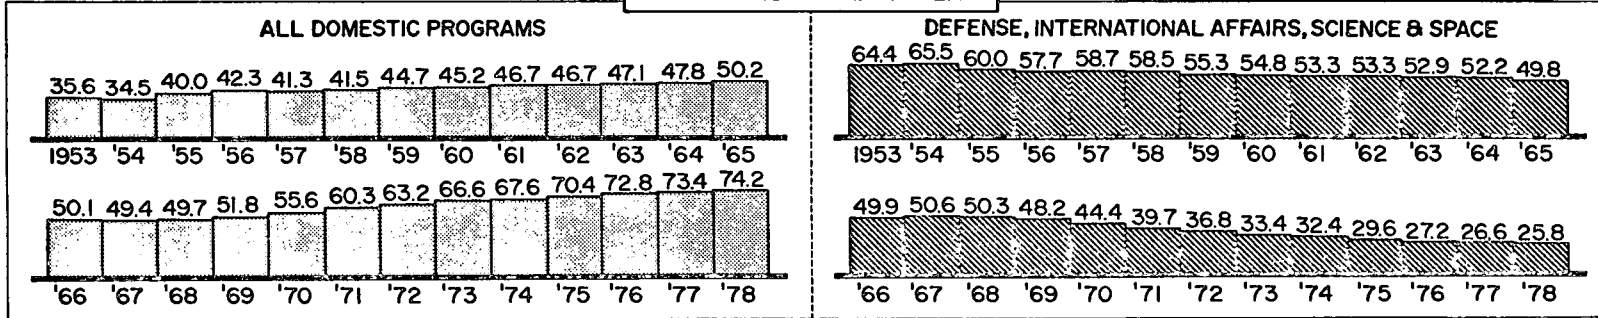 ALL DOMESTIC PROGRAMS
35.6 34.5 40.0 42.3 41.3 41.5 44.7 45.2 46.7 46.7 47.1 47.8 50.2
1953 '54 '55 '56 '57 '58 '59 '60 '61 '62 '63 '64 '65
50.1 49.4 49.7 51.8 55.6 60.3 63.2 66.6 67.6 70.4 72.8 73.4 74.2
'66 '67 '68 '69 '70 '71 '72 '73 '74 '75 '76 '77 '78
DEFENSE, INTERNATIONAL AFFAIRS, SCIENCE & SPACE
64.4 65.5 60.0 57.7 58.7 58.5 55.3 54.8 53.3 53.3 52.9 52.2 49.8
1953 '54 '55 '56 '57 '58 '59 '60 '61 '62 '63 '64 '65
49.9 50.6 50.3 48.2 44.4 39.7 36.8 33.4 32.4 29.6 27.2 26.6 25.8
'66 '67 '68 '69 '70 '71 '72 '73 '74 '75 '76 '77 '78